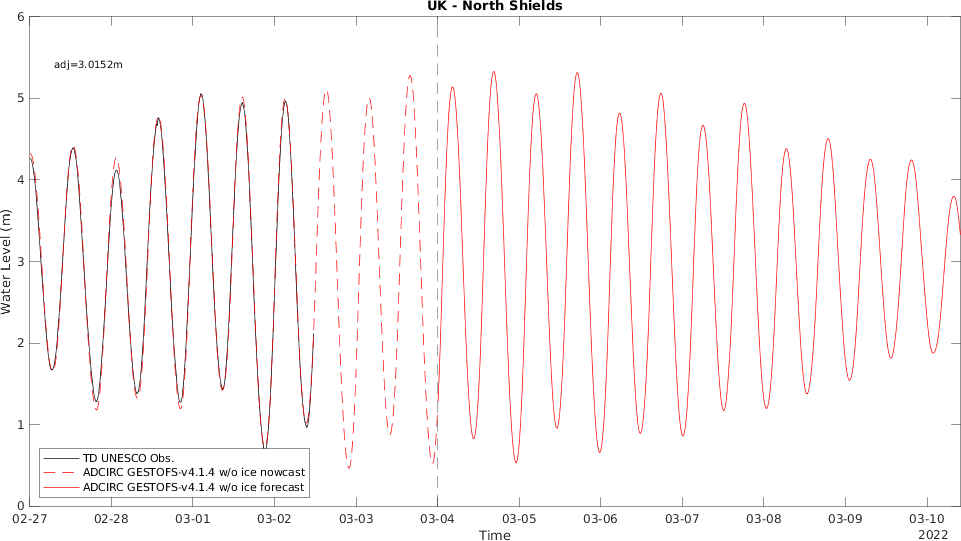 UK - North Shields
adj=3.0152m
Water Level (m)
6
5
4
3
2
1
0
TD UNESCO Obs.
ADCIRC GESTOFS-v4.1.4 w/o ice nowcast
ADCIRC GESTOFS-v4.1.4 w/o ice forecast
02-27 02-28 03-01 03-02 03-03 03-04 03-05 03-06 03-07 03-08 03-09 03-10
Time
2022